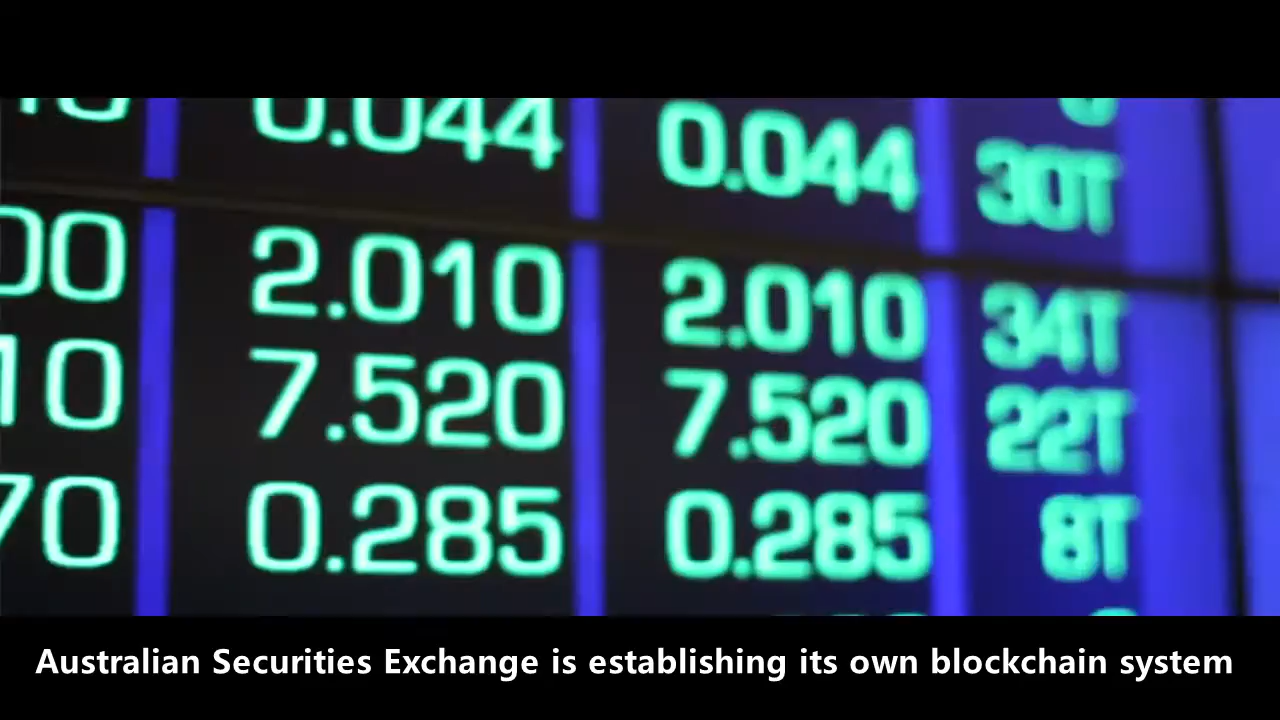 0.044 0.044 30T
00 2.010 2.010 34T
10 7.520 7.520 22T
70 0.285 0.285 8T
Australian Securities Exchange is establishing its own blockchain system